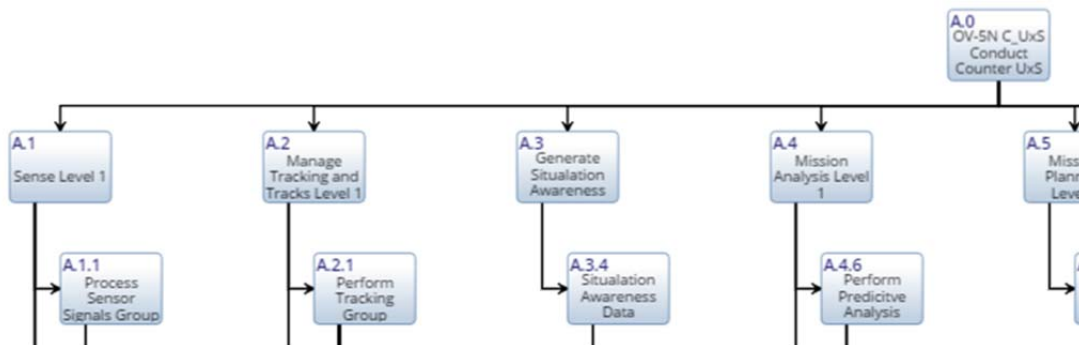 A.0
OV-5N C_UxS
Conduct
Counter UxS
A.1
Sense Level 1
A.2
Manage
Tracking and
Tracks Level 1
A.3
Generate
Situalation
Awareness
A.4
Mission
Analysis Level
1
A.5
A.1.1
Process
Sensor
Signals Group
A.2.1
Perform
Tracking
Group
A.3.4
Situalation
Awareness
Data
A.4.6
Perform
Predicitve
Analysis